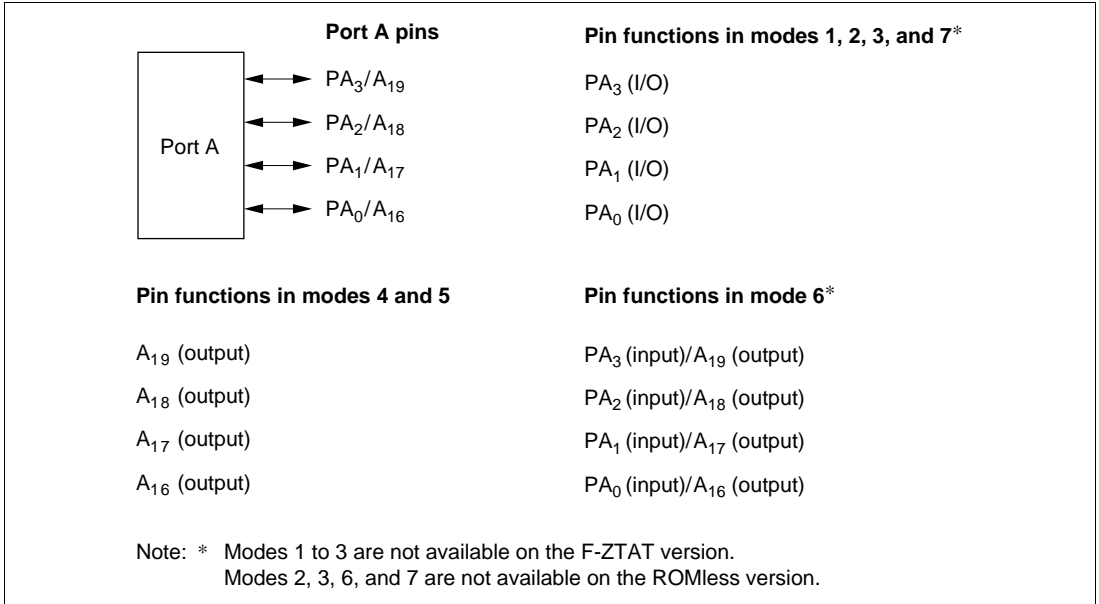 Port A pins Pin functions in modes 1, 2, 3, and 7*
PA3/A19 PA3 (I/O)
PA2/A18 PA2 (I/O)
Port A
PA1/A17 PA1 (I/O)
PA0/A16 PA0 (I/O)
Pin functions in modes 4 and 5 Pin functions in mode 6*
A19 (output) PA3 (input)/A19 (output)
A18 (output) PA2 (input)/A18 (output)
A17 (output) PA1 (input)/A17 (output)
A16 (output) PA0 (input)/A16 (output)
Note: * Modes 1 to 3 are not available on the F-ZTAT version.
Modes 2, 3, 6, and 7 are not available on the ROMless version.